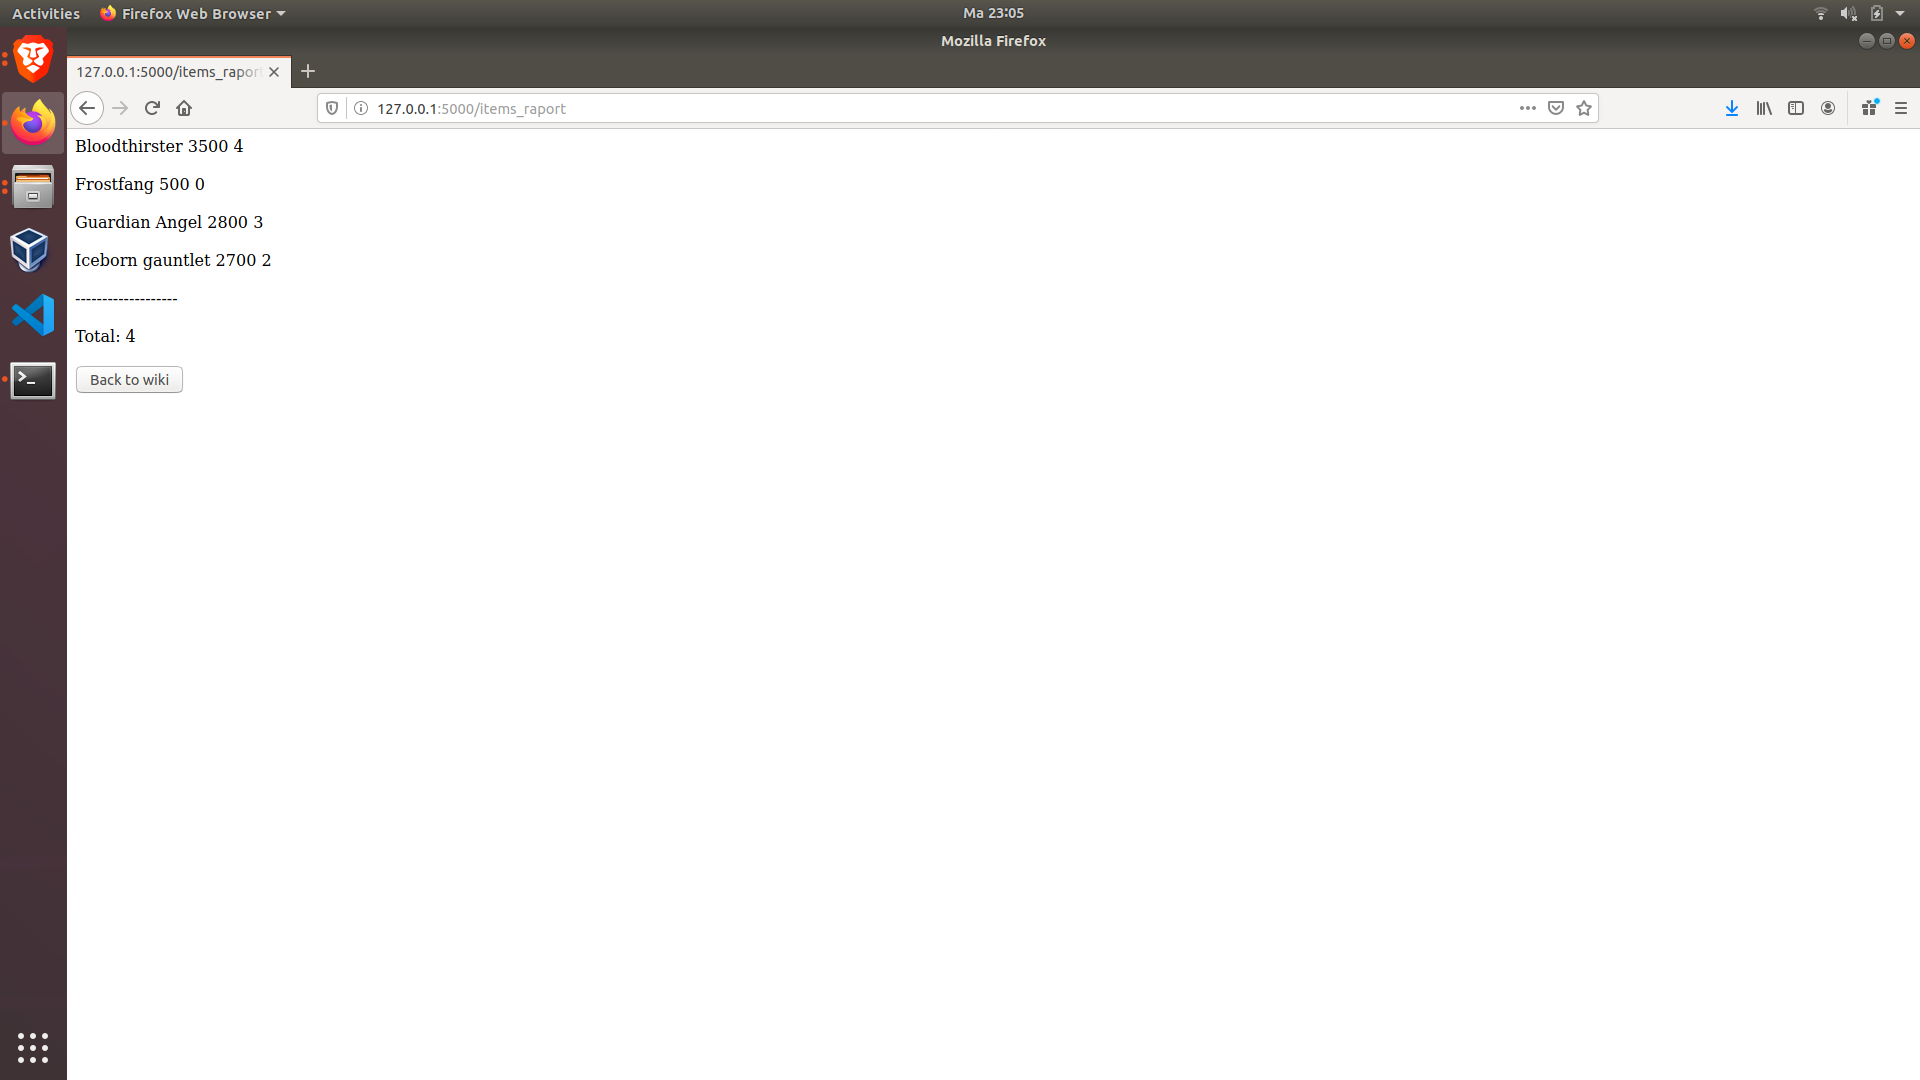 Activities Firefox Web Browser Ma 23:05
Mozilla Firefox
127.0.0.1:5000/items_raport
127.0.0.1:5000/items_raport
Bloodthirster 3500 4
Frostfang 500 0
Guardian Angel 2800 3
Iceborn gauntlet 2700 2
-------------------
Total: 4
Back to wiki